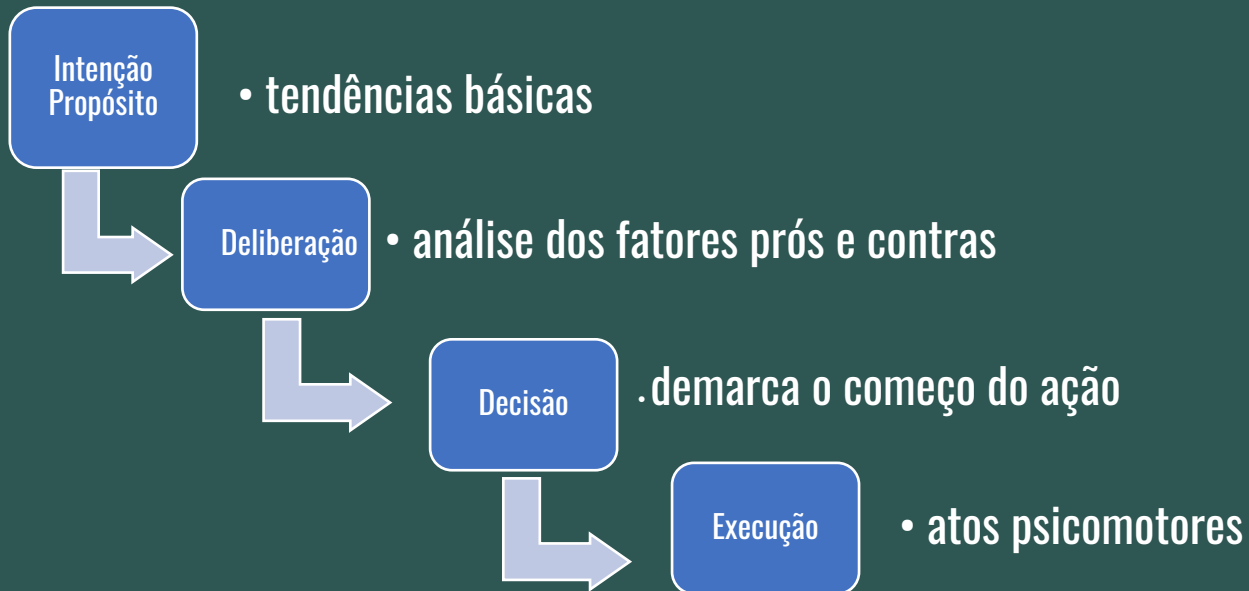 Intenção
Propósito
• tendências básicas
Deliberação
• análise dos fatores prós e contras
Decisão
.demarca o começo do ação
Execução
• atos psicomotores